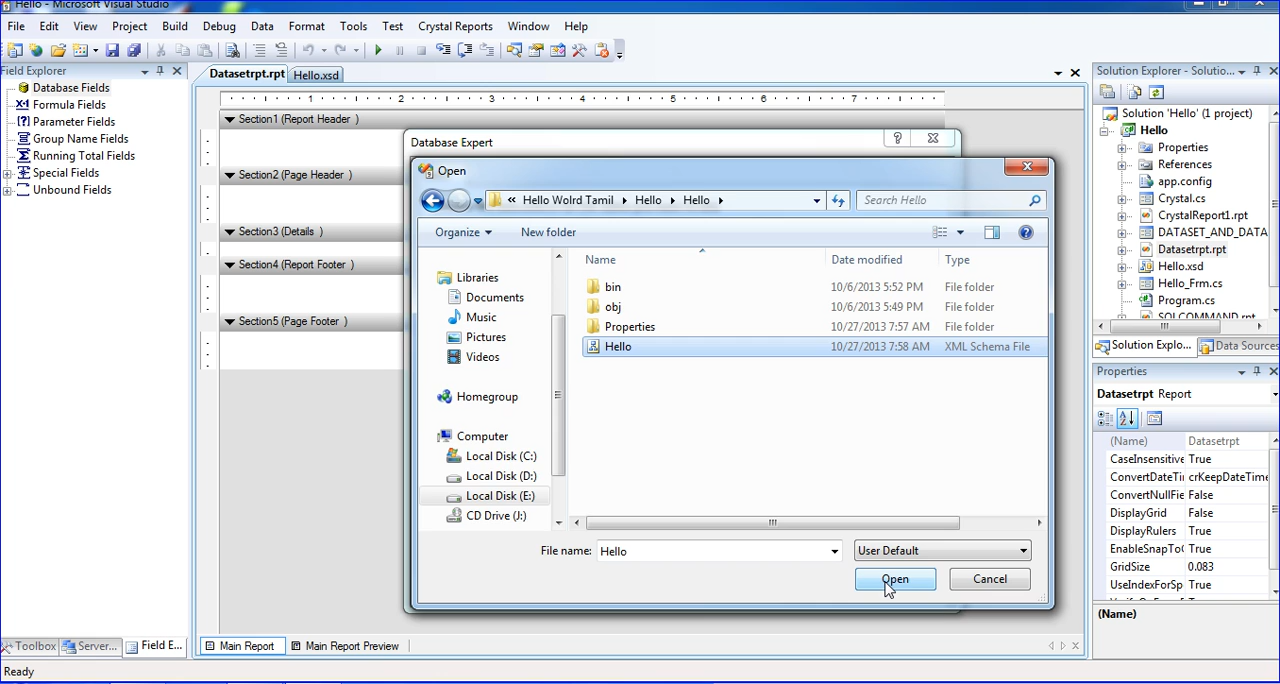 Hello - Microsoft Visual Studio
File Edit View Project Build Debug Data Format Tools Test Crystal Reports Window Help
Field Explorer
Database Fields
Formula Fields
Parameter Fields
Group Name Fields
Running Total Fields
Special Fields
Unbound Fields
Datasetrpt.rpt Hello.xsd
1 2 3 4 5 6 7
Section1 (Report Header )
Section2 (Page Header )
Section3 (Details )
Section4 (Report Footer )
Section5 (Page Footer )
Database Expert
Open
« Hello Wolrd Tamil Hello Hello
Search Hello
Organize New folder
Libraries
Documents
Music
Pictures
Videos
Homegroup
Computer
Local Disk (C:)
Local Disk (D:)
Local Disk (E:)
CD Drive (J:)
Name Date modified Type
bin 10/6/2013 5:52 PM File folder
obj 10/6/2013 5:49 PM File folder
Properties 10/27/2013 7:57 AM File folder
Hello 10/27/2013 7:58 AM XML Schema File
File name: Hello
User Default
Open Cancel
Solution Explorer - Solutio...
Solution 'Hello' (1 project)
Hello
Properties
References
app.config
Crystal.cs
CrystalReport1.rpt
DATASET_AND_DATA
Datasetrpt.rpt
Hello.xsd
Hello_Frm.cs
Program.cs
SQLCOMMAND.rpt
Solution Explo... Data Sources
Properties
Datasetrpt Report
(Name) Datasetrpt
CaseInsensitive True
ConvertDateTi crKeepDateTime
ConvertNullFie False
DisplayGrid False
DisplayRulers True
EnableSnapTo True
GridSize 0.083
UseIndexForSp True
(Name)
Toolbox Server... Field E...
Main Report Main Report Preview
Ready